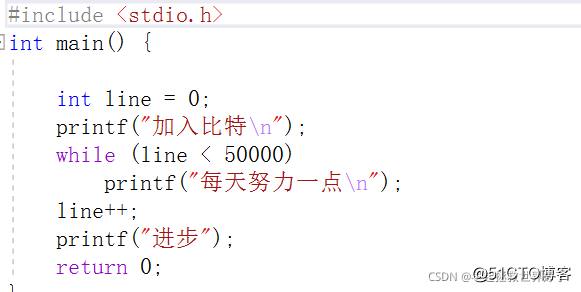 #include <stdio.h>
int main() {
    int line = 0;
    printf("加入比特\n");
    while (line < 50000)
        printf("每天努力一点\n");
    line++;
    printf("进步");
    return 0;
}
CSDN @51CTO博客